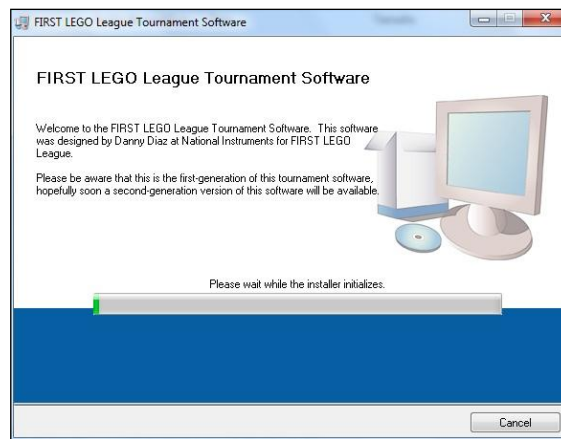 FIRST LEGO League Tournament Software
FIRST LEGO League Tournament Software
Welcome to the FIRST LEGO League Tournament Software. This software
was designed by Danny Diaz at National Instruments for FIRST LEGO
League.
Please be aware that this is the first-generation of this tournament software,
hopefully soon a second-generation version of this software will be available.
Please wait while the installer initializes.
Cancel